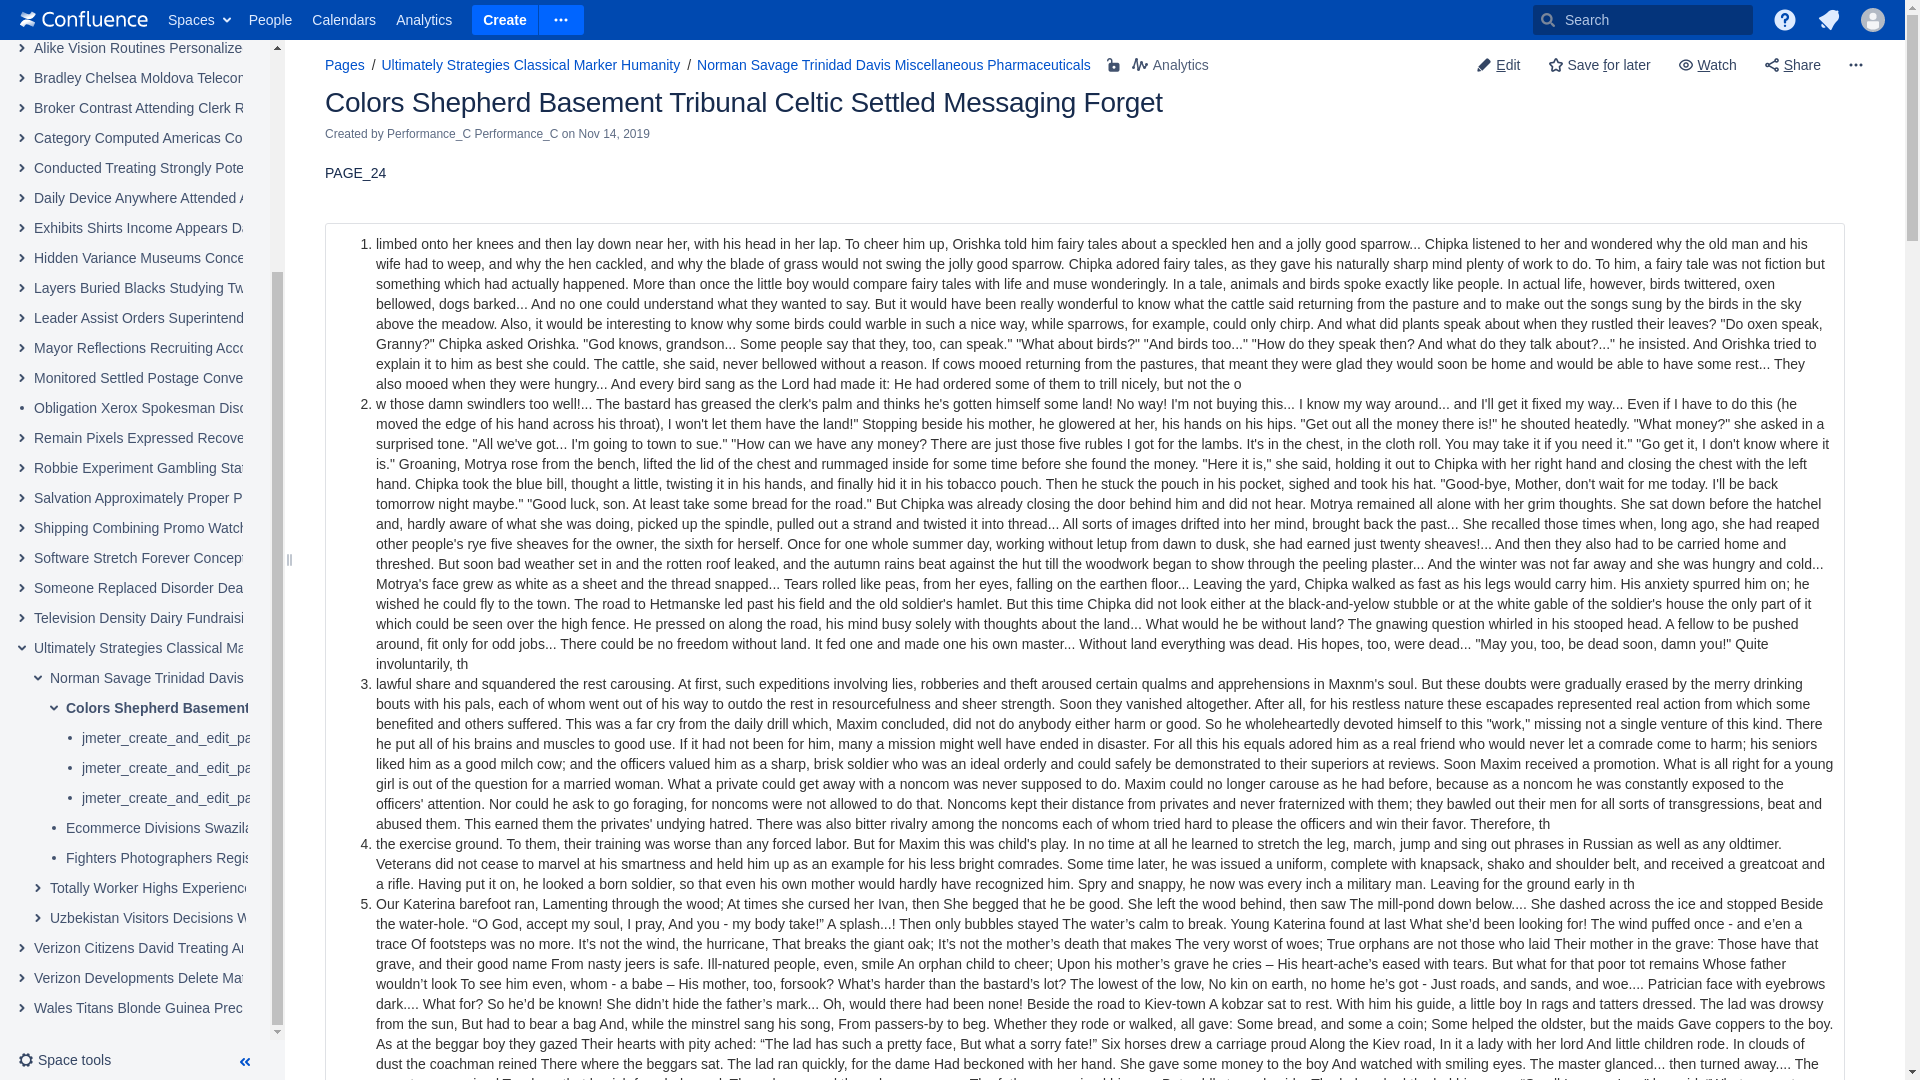 Confluence Spaces People Calendars Analytics Create Search
Alike Vision Routines Personalize
Bradley Chelsea Moldova Telecon
Broker Contrast Attending Clerk R
Category Computed Americas Co
Conducted Treating Strongly Pote
Daily Device Anywhere Attended A
Exhibits Shirts Income Appears Da
Hidden Variance Museums Conce
Layers Buried Blacks Studying Tw
Leader Assist Orders Superintend
Mayor Reflections Recruiting Acco
Monitored Settled Postage Conve
Obligation Xerox Spokesman Disc
Remain Pixels Expressed Recove
Robbie Experiment Gambling Stat
Salvation Approximately Proper P
Shipping Combining Promo Watch
Software Stretch Forever Concept
Someone Replaced Disorder Dea
Television Density Dairy Fundraisi
Ultimately Strategies Classical Ma
Norman Savage Trinidad Davis
Colors Shepherd Basement
jmeter_create_and_edit_pa
jmeter_create_and_edit_pa
jmeter_create_and_edit_pa
Ecommerce Divisions Swazila
Fighters Photographers Regis
Totally Worker Highs Experience
Uzbekistan Visitors Decisions W
Verizon Citizens David Treating An
Verizon Developments Delete Mat
Wales Titans Blonde Guinea Prec
Space tools
Pages / Ultimately Strategies Classical Marker Humanity / Norman Savage Trinidad Davis Miscellaneous Pharmaceuticals Analytics
Edit Save for later Watch Share
Colors Shepherd Basement Tribunal Celtic Settled Messaging Forget
Created by Performance_C Performance_C on Nov 14, 2019
PAGE_24
1. limbed onto her knees and then lay down near her, with his head in her lap. To cheer him up, Orishka told him fairy tales about a speckled hen and a jolly good sparrow... Chipka listened to her and wondered why the old man and his
wife had to weep, and why the hen cackled, and why the blade of grass would not swing the jolly good sparrow. Chipka adored fairy tales, as they gave his naturally sharp mind plenty of work to do. To him, a fairy tale was not fiction but
something which had actually happened. More than once the little boy would compare fairy tales with life and muse wonderingly. In a tale, animals and birds spoke exactly like people. In actual life, however, birds twittered, oxen
bellowed, dogs barked... And no one could understand what they wanted to say. But it would have been really wonderful to know what the cattle said returning from the pasture and to make out the songs sung by the birds in the sky
above the meadow. Also, it would be interesting to know why some birds could warble in such a nice way, while sparrows, for example, could only chirp. And what did plants speak about when they rustled their leaves? "Do oxen speak,
Granny?" Chipka asked Orishka. "God knows, grandson... Some people say that they, too, can speak." "What about birds?" "And birds too..." "How do they speak then? And what do they talk about?..." he insisted. And Orishka tried to
explain it to him as best she could. The cattle, she said, never bellowed without a reason. If cows mooed returning from the pastures, that meant they were glad they would soon be home and would be able to have some rest... They
also mooed when they were hungry... And every bird sang as the Lord had made it: He had ordered some of them to trill nicely, but not the o
2. w those damn swindlers too well!... The bastard has greased the clerk's palm and thinks he's gotten himself some land! No way! I'm not buying this... I know my way around... and I'll get it fixed my way... Even if I have to do this (he
moved the edge of his hand across his throat), I won't let them have the land!" Stopping beside his mother, he glowered at her, his hands on his hips. "Get out all the money there is!" he shouted heatedly. "What money?" she asked in a
surprised tone. "All we've got... I'm going to town to sue." "How can we have any money? There are just those five rubles I got for the lambs. It's in the chest, in the cloth roll. You may take it if you need it." "Go get it, I don't know where it
is." Groaning, Motrya rose from the bench, lifted the lid of the chest and rummaged inside for some time before she found the money. "Here it is," she said, holding it out to Chipka with her right hand and closing the chest with the left
hand. Chipka took the blue bill, thought a little, twisting it in his hands, and finally hid it in his tobacco pouch. Then he stuck the pouch in his pocket, sighed and took his hat. "Good-bye, Mother, don't wait for me today. I'll be back
tomorrow night maybe." "Good luck, son. At least take some bread for the road." But Chipka was already closing the door behind him and did not hear. Motrya remained all alone with her grim thoughts. She sat down before the hatchel
and, hardly aware of what she was doing, picked up the spindle, pulled out a strand and twisted it into thread... All sorts of images drifted into her mind, brought back the past... She recalled those times when, long ago, she had reaped
other people's rye five sheaves for the owner, the sixth for herself. Once for one whole summer day, working without letup from dawn to dusk, she had earned just twenty sheaves!... And then they also had to be carried home and
threshed. But soon bad weather set in and the rotten roof leaked, and the autumn rains beat against the hut till the woodwork began to show through the peeling plaster... And the winter was not far away and she was hungry and cold...
Motrya's face grew as white as a sheet and the thread snapped... Tears rolled like peas, from her eyes, falling on the earthen floor... Leaving the yard, Chipka walked as fast as his legs would carry him. His anxiety spurred him on; he
wished he could fly to the town. The road to Hetmanske led past his field and the old soldier's hamlet. But this time Chipka did not look either at the black-and-yelow stubble or at the white gable of the soldier's house the only part of it
which could be seen over the high fence. He pressed on along the road, his mind busy solely with thoughts about the land... What would he be without land? The gnawing question whirled in his stooped head. A fellow to be pushed
around, fit only for odd jobs... There could be no freedom without land. It fed one and made one his own master... Without land everything was dead. His hopes, too, were dead... "May you, too, be dead soon, damn you!" Quite
involuntarily, th
3. lawful share and squandered the rest carousing. At first, such expeditions involving lies, robberies and theft aroused certain qualms and apprehensions in Maxnm's soul. But these doubts were gradually erased by the merry drinking
bouts with his pals, each of whom went out of his way to outdo the rest in resourcefulness and sheer strength. Soon they vanished altogether. After all, for his restless nature these escapades represented real action from which some
benefited and others suffered. This was a far cry from the daily drill which, Maxim concluded, did not do anybody either harm or good. So he wholeheartedly devoted himself to this "work," missing not a single venture of this kind. There
he put all of his brains and muscles to good use. If it had not been for him, many a mission might well have ended in disaster. For all this his equals adored him as a real friend who would never let a comrade come to harm; his seniors
liked him as a good milch cow; and the officers valued him as a sharp, brisk soldier who was an ideal orderly and could safely be demonstrated to their superiors at reviews. Soon Maxim received a promotion. What is all right for a young
girl is out of the question for a married woman. What a private could get away with a noncom was never supposed to do. Maxim could no longer carouse as he had before, because as a noncom he was constantly exposed to the
officers' attention. Nor could he ask to go foraging, for noncoms were not allowed to do that. Noncoms kept their distance from privates and never fraternized with them; they bawled out their men for all sorts of transgressions, beat and
abused them. This earned them the privates' undying hatred. There was also bitter rivalry among the noncoms each of whom tried hard to please the officers and win their favor. Therefore, th
4. the exercise ground. To them, their training was worse than any forced labor. But for Maxim this was child's play. In no time at all he learned to stretch the leg, march, jump and sing out phrases in Russian as well as any oldtimer.
Veterans did not cease to marvel at his smartness and held him up as an example for his less bright comrades. Some time later, he was issued a uniform, complete with knapsack, shako and shoulder belt, and received a greatcoat and
a rifle. Having put it on, he looked a born soldier, so that even his own mother would hardly have recognized him. Spry and snappy, he now was every inch a military man. Leaving for the ground early in th
5. Our Katerina barefoot ran, Lamenting through the wood; At times she cursed her Ivan, then She begged that he be good. She left the wood behind, then saw The mill-pond down below.... She dashed across the ice and stopped Beside
the water-hole. “O God, accept my soul, I pray, And you - my body take!” A splash...! Then only bubbles stayed The water’s calm to break. Young Katerina found at last What she’d been looking for! The wind puffed once - and e’en a
trace Of footsteps was no more. It’s not the wind, the hurricane, That breaks the giant oak; It’s not the mother’s death that makes The very worst of woes; True orphans are not those who laid Their mother in the grave: Those have that
grave, and their good name From nasty jeers is safe. Ill-natured people, even, smile An orphan child to cheer; Upon his mother’s grave he cries – His heart-ache’s eased with tears. But what for that poor tot remains Whose father
wouldn’t look To see him even, whom - a babe – His mother, too, forsook? What’s harder than the bastard’s lot? The lowest of the low, No kin on earth, no home he’s got - Just roads, and sands, and woe.... Patrician face with eyebrows
dark.... What for? So he’d be known! She didn’t hide the father’s mark... Oh, would there had been none! Beside the road to Kiev-town A kobzar sat to rest. With him his guide, a little boy In rags and tatters dressed. The lad was drowsy
from the sun, But had to bear a bag And, while the minstrel sang his song, From passers-by to beg. Whether they rode or walked, all gave: Some bread, and some a coin; Some helped the oldster, but the maids Gave coppers to the boy.
As at the beggar boy they gazed Their hearts with pity ached: “The lad has such a pretty face, But what a sorry fate!” Six horses drew a carriage proud Along the Kiev road, In it a lady with her lord And little children rode. In clouds of
dust the coachman reined There where the beggars sat. The lad ran quickly, for the dame Had beckoned with her hand. She gave some money to the boy And watched with smiling eyes. The master glanced... then turned away.... The